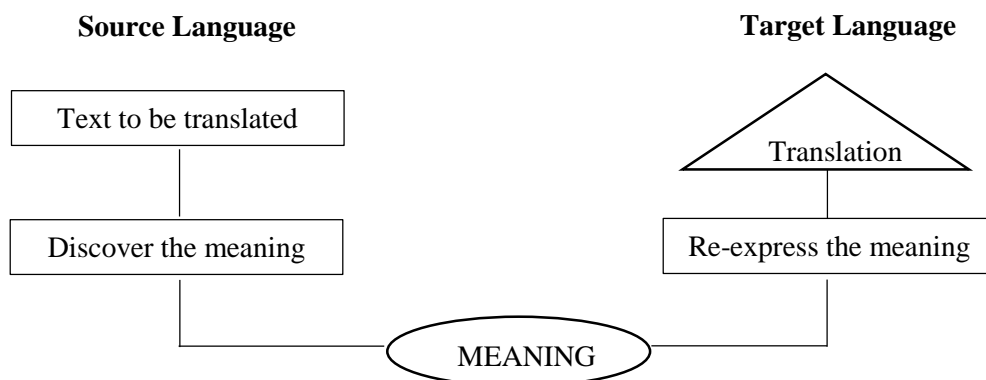 Source Language
Target Language
Text to be translated
Translation
Discover the meaning
Re-express the meaning
MEANING